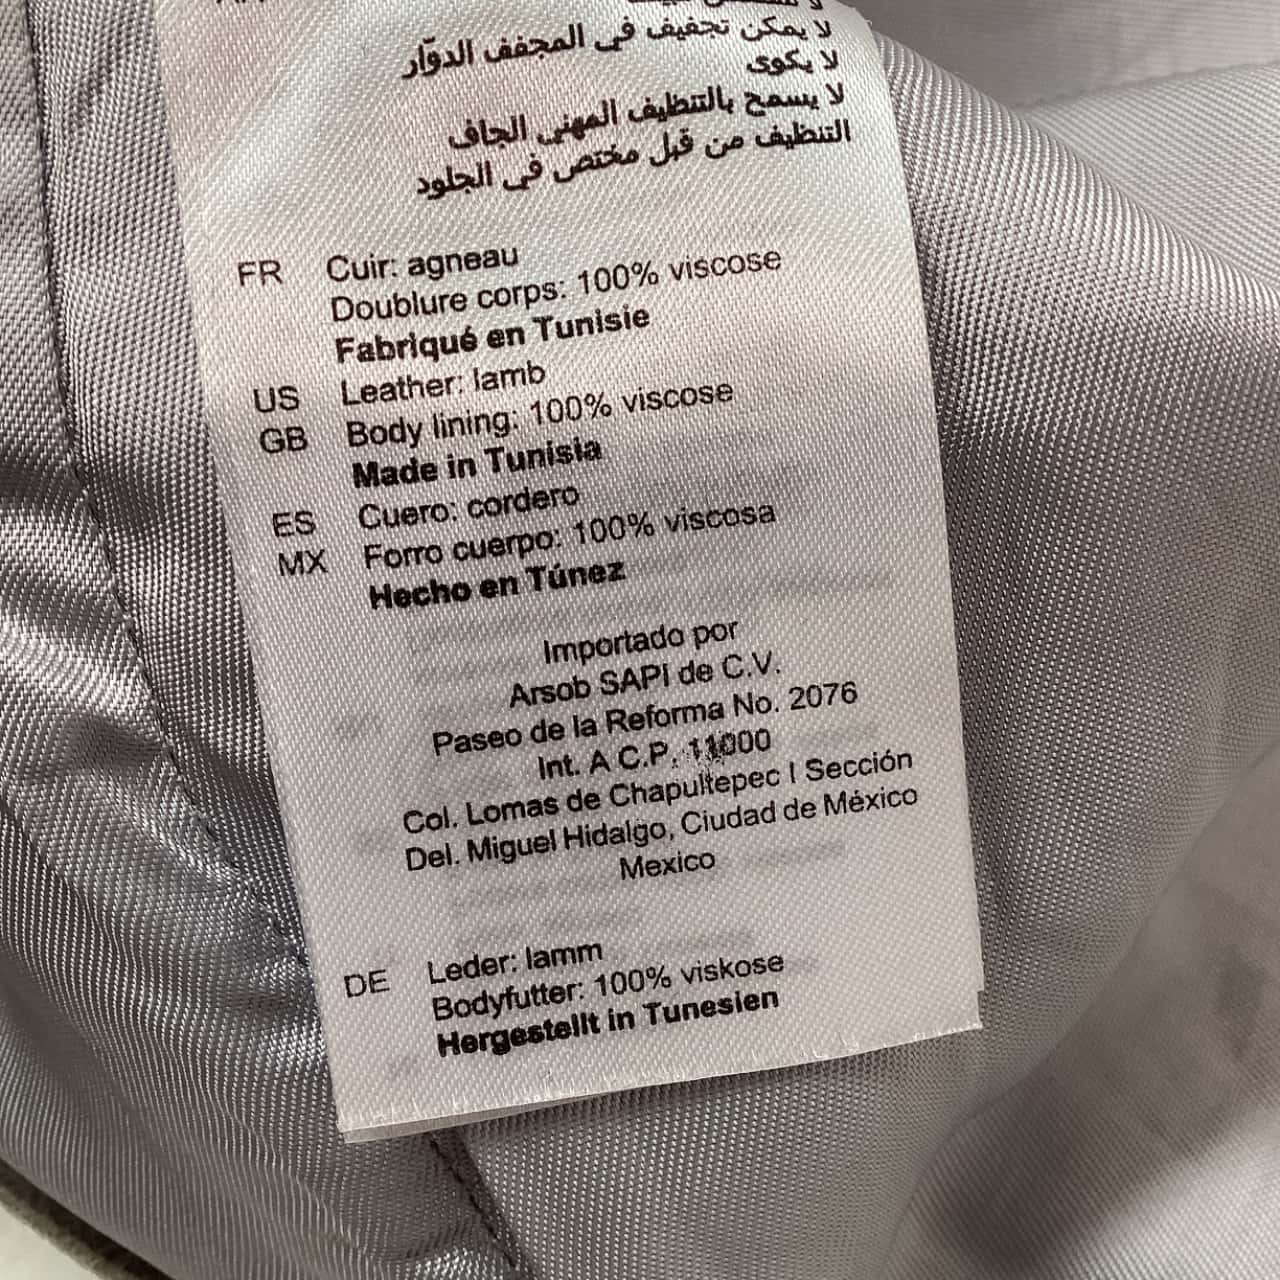 لا يمكن تجفيف في المجفف الدوّار
لا يكوى
لا يسمح بالتنظيف المهني الجاف
التنظيف من قبل مختص في الجلود
FR Cuir: agneau
Doublure corps: 100% viscose
Fabriqué en Tunisie
US Leather: lamb
GB Body lining: 100% viscose
Made in Tunisia
ES Cuero: cordero
MX Forro cuerpo: 100% viscosa
Hecho en Túnez
Importado por
Arsob SAPI de C.V.
Paseo de la Reforma No. 2076
Int. A C.P. 11000
Col. Lomas de Chapultepec I Sección
Del. Miguel Hidalgo, Ciudad de México
Mexico
DE Leder: lamm
Bodyfutter: 100% viskose
Hergestellt in Tunesien